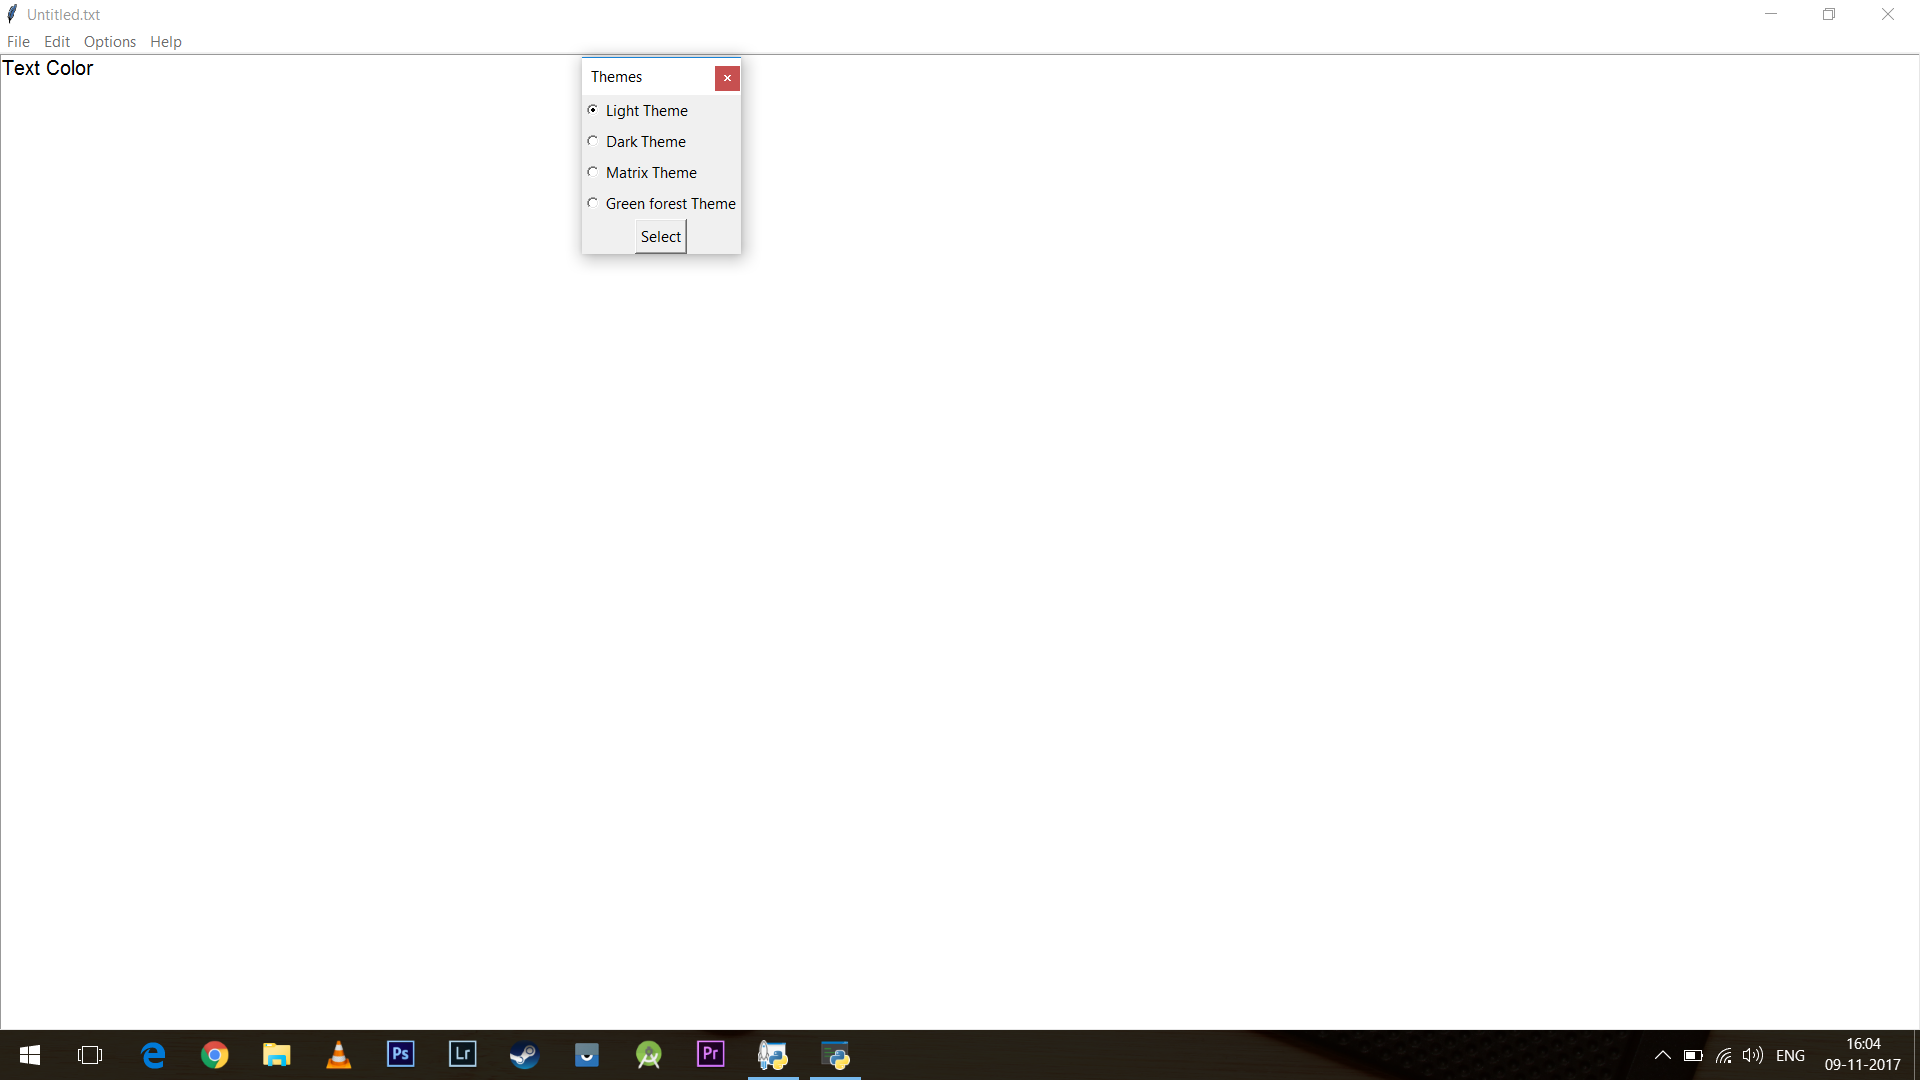 Untitled.txt
File Edit Options Help
Text Color
Themes
Light Theme
Dark Theme
Matrix Theme
Green forest Theme
Select
Ps Lr Pr
ENG
16:04
09-11-2017